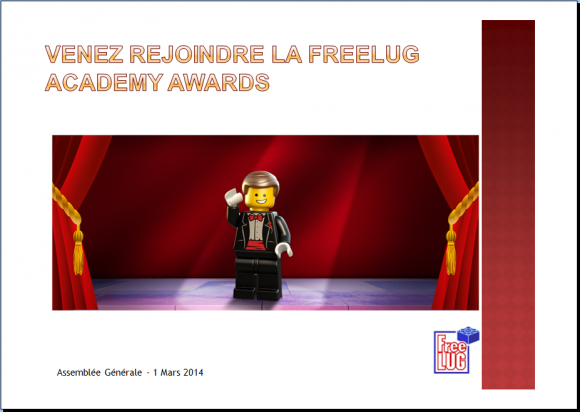 VENEZ REJOINDRE LA FREELUG
ACADEMY AWARDS
Free
LUG
Assemblée Générale - 1 Mars 2014